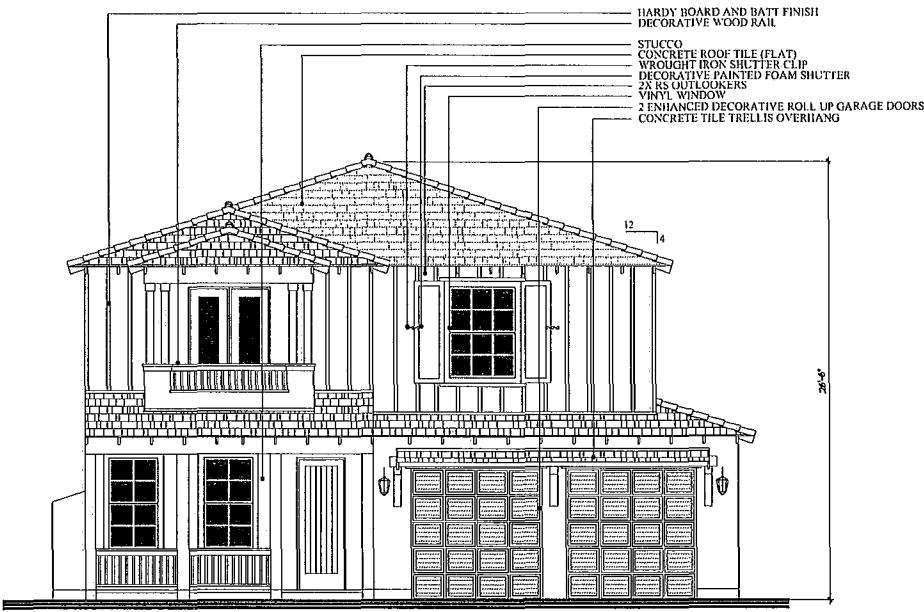 HARDY BOARD AND BATT FINISH
DECORATIVE WOOD RAIL
STUCCO
CONCRETE ROOF TILE (FLAT)
WROUGHT IRON SHUTTER CLIP
DECORATIVE PAINTED FOAM SHUTTER
2X RS OUTLOOKERS
VINYL WINDOW
2 ENHANCED DECORATIVE ROLL UP GARAGE DOORS
CONCRETE TILE TRELLIS OVERHANG
12
4
26'-6"